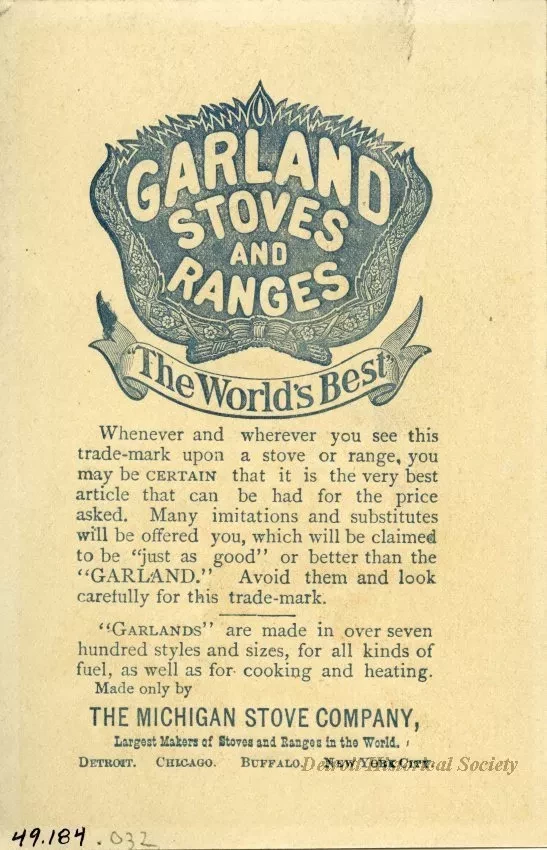 GARLAND
STOVES
AND
RANGES
"The World's Best"
Whenever and wherever you see this
trade-mark upon a stove or range, you
may be CERTAIN that it is the very best
article that can be had for the price
asked. Many imitations and substitutes
will be offered you, which will be claimed
to be "just as good" or better than the
"GARLAND." Avoid them and look
carefully for this trade-mark.
"GARLANDS" are made in over seven
hundred styles and sizes, for all kinds of
fuel, as well as for cooking and heating.
Made only by
THE MICHIGAN STOVE COMPANY,
Largest Makers of Stoves and Ranges in the World.
DETROIT. CHICAGO. BUFFALO. NEW YORK CITY.
Detroit Historical Society
49.184.032